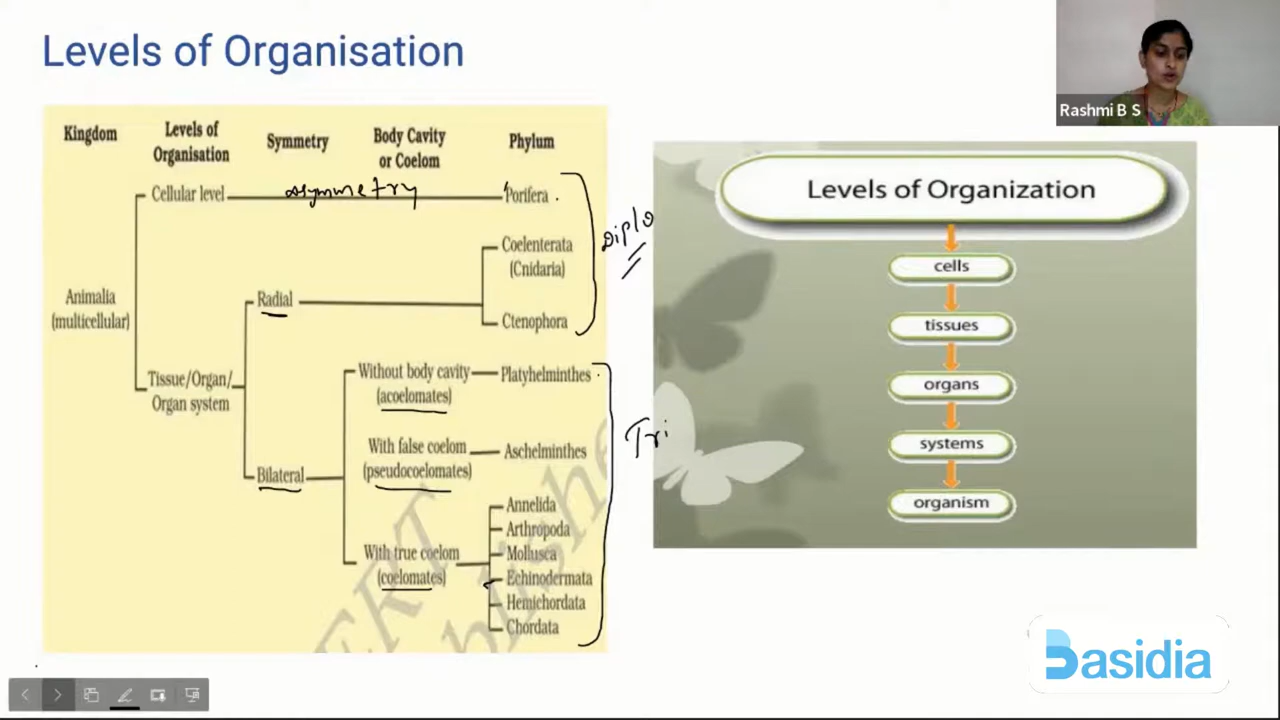 Levels of Organisation
Rashmi B S
Kingdom
Levels of
Organisation
Symmetry
Body Cavity
or Coelom
Phylum
Cellular level
asymmetry
Porifera
Coelenterata
(Cnidaria)
Diplo
Animalia
(multicellular)
Radial
Ctenophora
Tissue/Organ/
Organ system
Without body cavity
(acoelomates)
Platyhelminthes
With false coelom
(pseudocoelomates)
Aschelminthes
Tri
Bilateral
Annelida
Arthropoda
With true coelom
(coelomates)
Mollusca
Echinodermata
Hemichordata
Chordata
Levels of Organization
cells
tissues
organs
systems
organism
Basidia